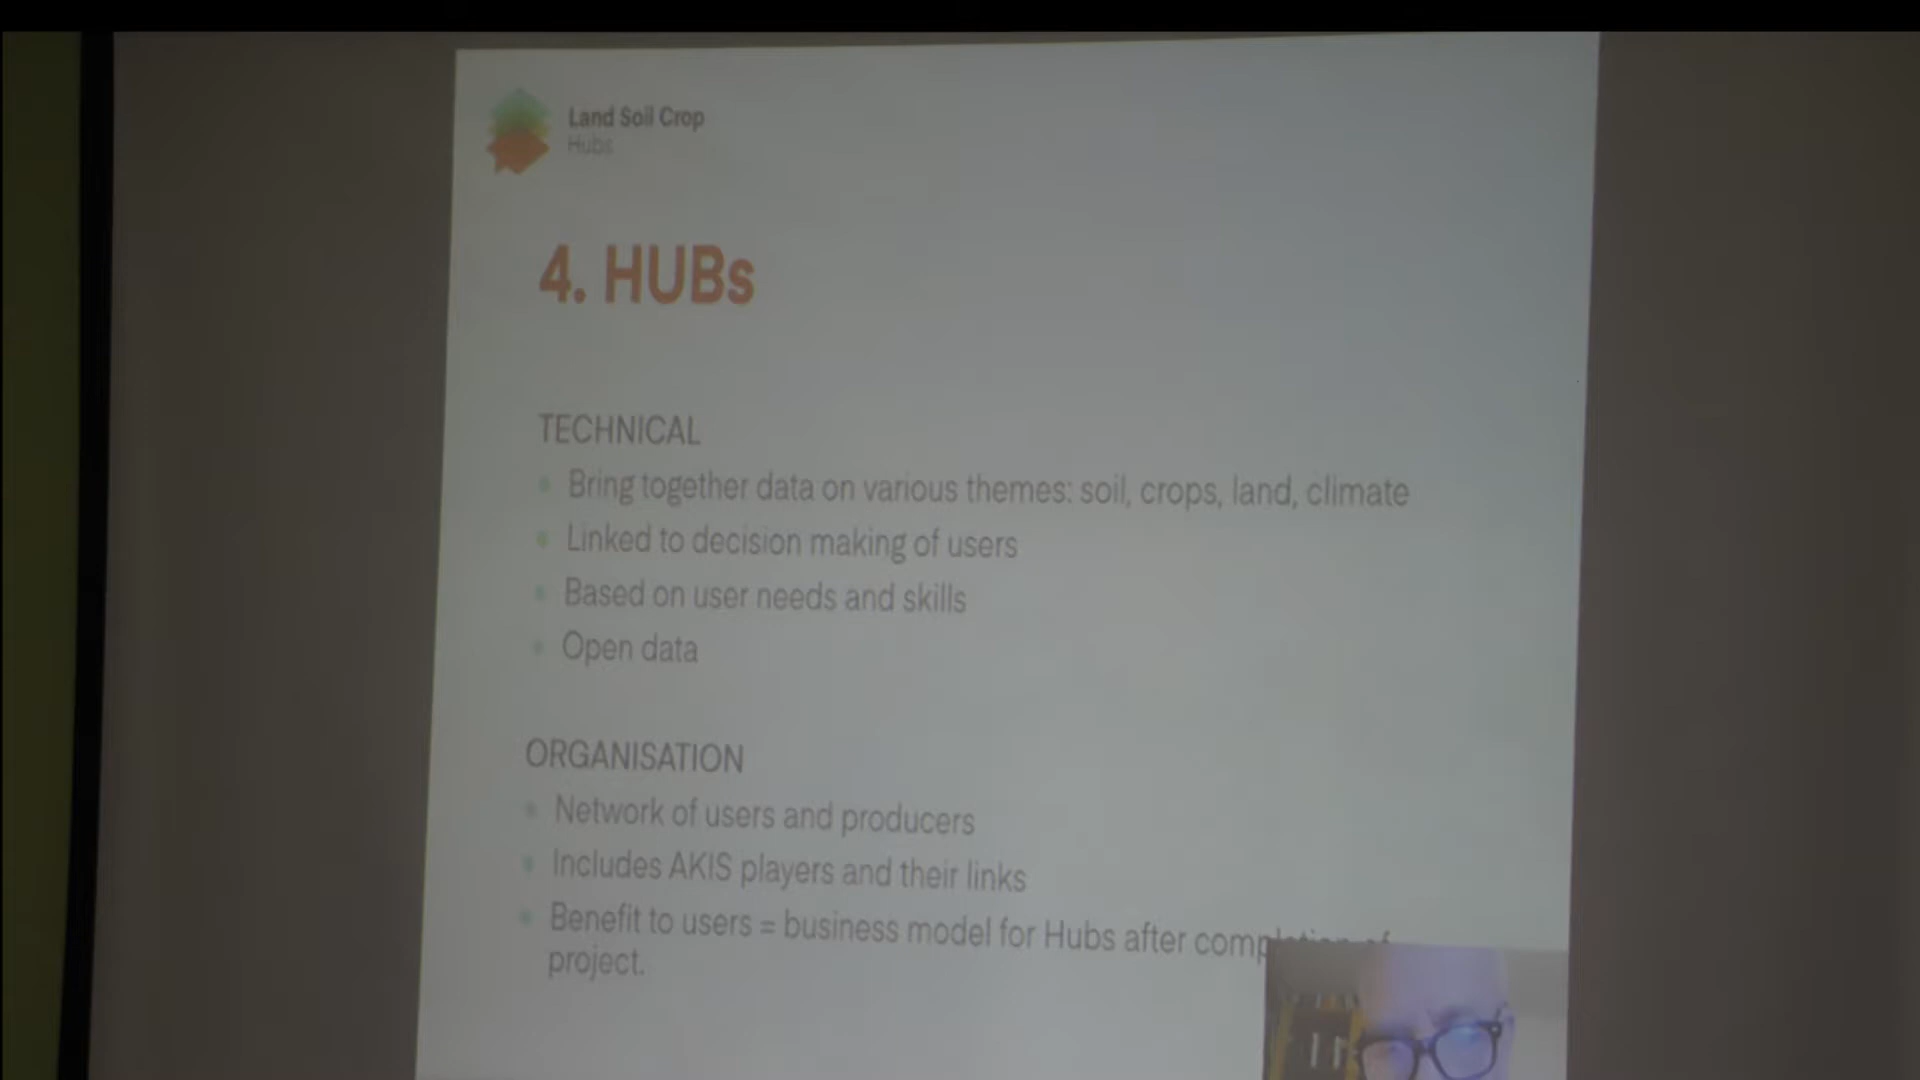 Land Soil Crop
Hubs
4. HUBs
TECHNICAL
Bring together data on various themes: soil, crops, land, climate
Linked to decision making of users
Based on user needs and skills
Open data
ORGANISATION
Network of users and producers
Includes AKIS players and their links
Benefit to users = business model for Hubs after completion of
project.